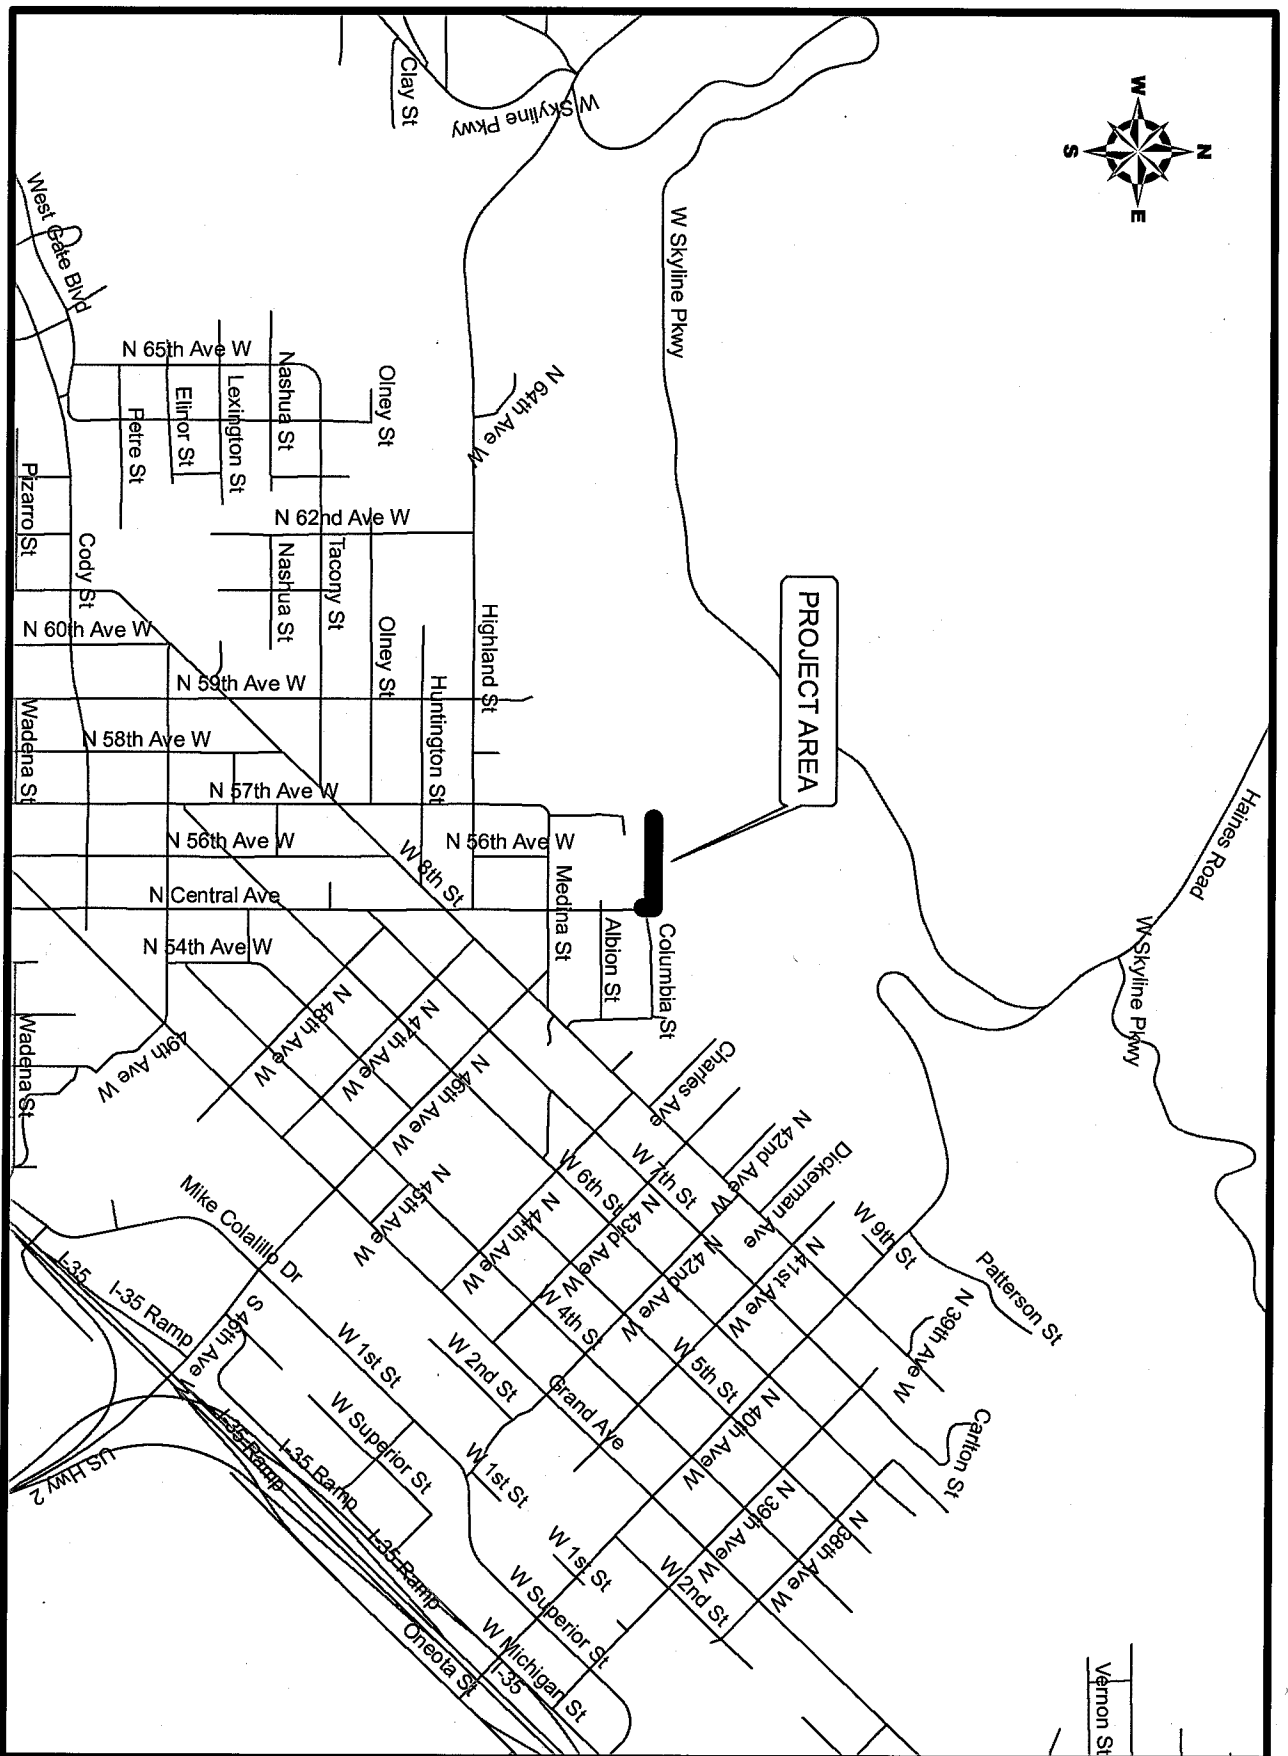 W
N
S
E
Clay St
W Skyline Pkwy
W Skyline Pkwy
West Gate Blvd
N 65th Ave W
Nashua St
Olney St
N 64th Ave W
Lexington St
Elinor St
Petre St
Pizarro St
Cody St
N 62nd Ave W
Nashua St
Tacony St
Olney St
Highland St
Huntington St
PROJECT AREA
Haines Road
W Skyline Pkwy
N 60th Ave W
N 59th Ave W
Wadena St
N 58th Ave W
N 57th Ave W
N 56th Ave W
N 56th Ave W
W 8th St
N Central Ave
Medina St
Albion St
Columbia St
N 54th Ave W
N 48th Ave W
N 47th Ave W
N 46th Ave W
49th Ave W
Wadena St
Charles Ave
N 42nd Ave W
Dickerman Ave
W 7th St
W 6th St
N 43rd Ave W
N 45th Ave W
N 44th Ave W
N 42nd Ave W
N 41st Ave W
W 9th St
Patterson St
N 39th Ave W
Mike Colalillo Dr
I-35
I-35 Ramp
S 46th Ave W
W 1st St
W 2nd St
W 4th St
W 5th St
Grand Ave
N 40th Ave W
Carlton St
W Superior St
I-35 Ramp
I-35 Ramp
US Hwy 2
W 1st St
I-35 Ramp
N 39th Ave W
N 38th Ave W
W 1st St
W 2nd St
W Superior St
W Michigan St
Oneota St
I-35
Vernon St